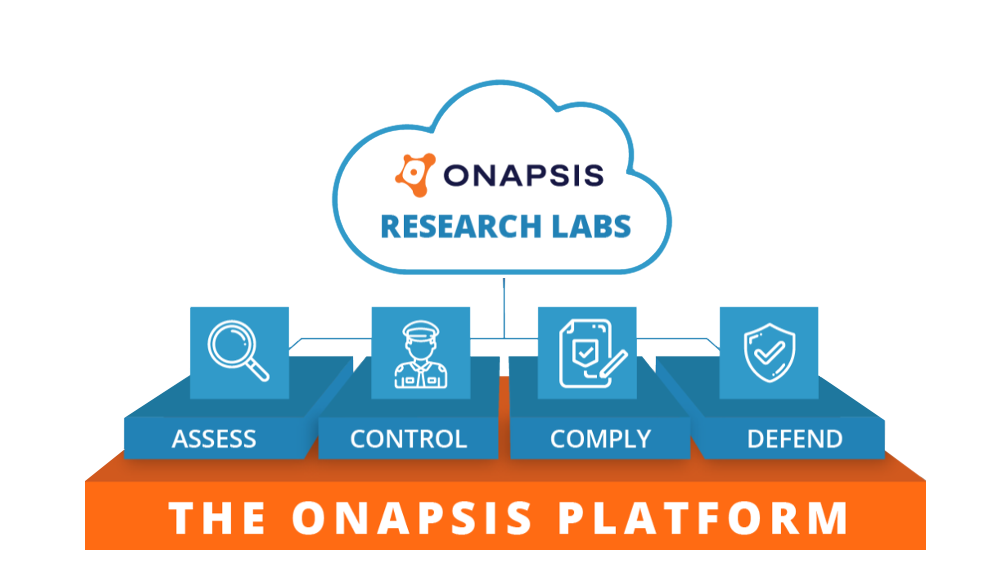 ONAPSIS
RESEARCH LABS
ASSESS
CONTROL
COMPLY
DEFEND
THE ONAPSIS PLATFORM